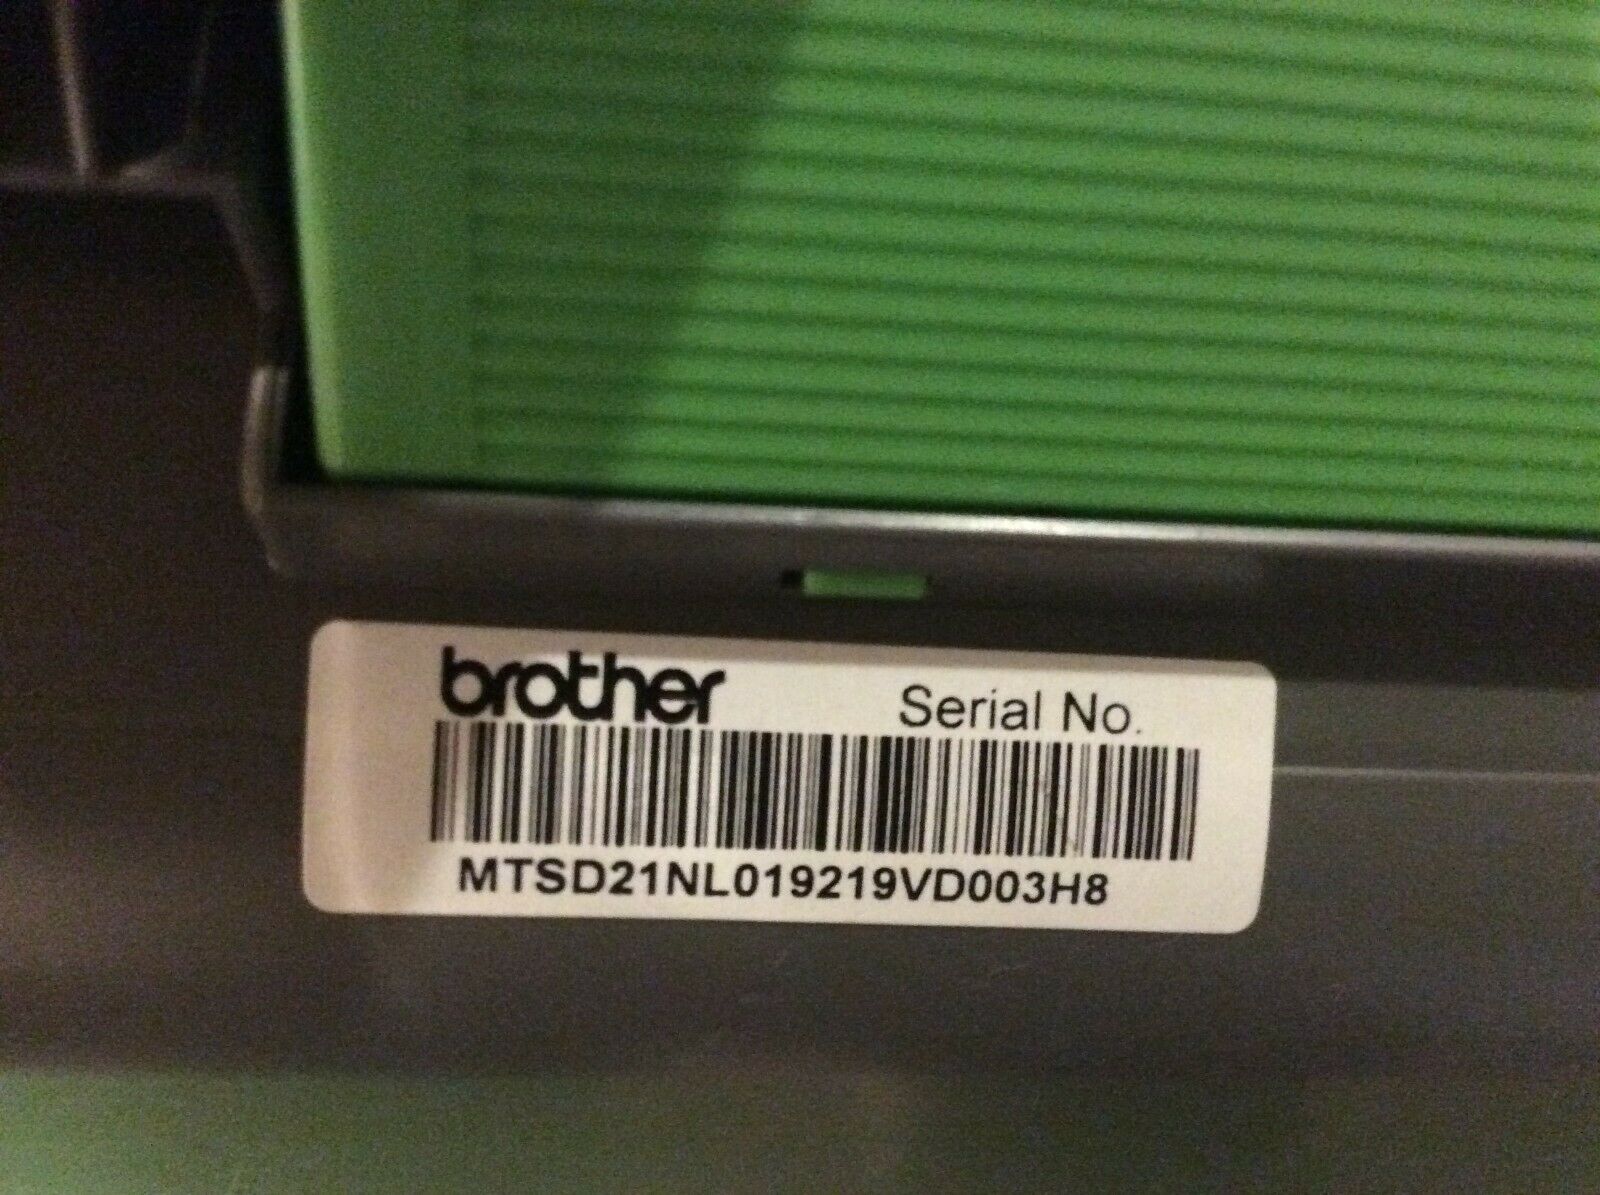 brother
Serial No.
MTSD21NL019219VD003H8